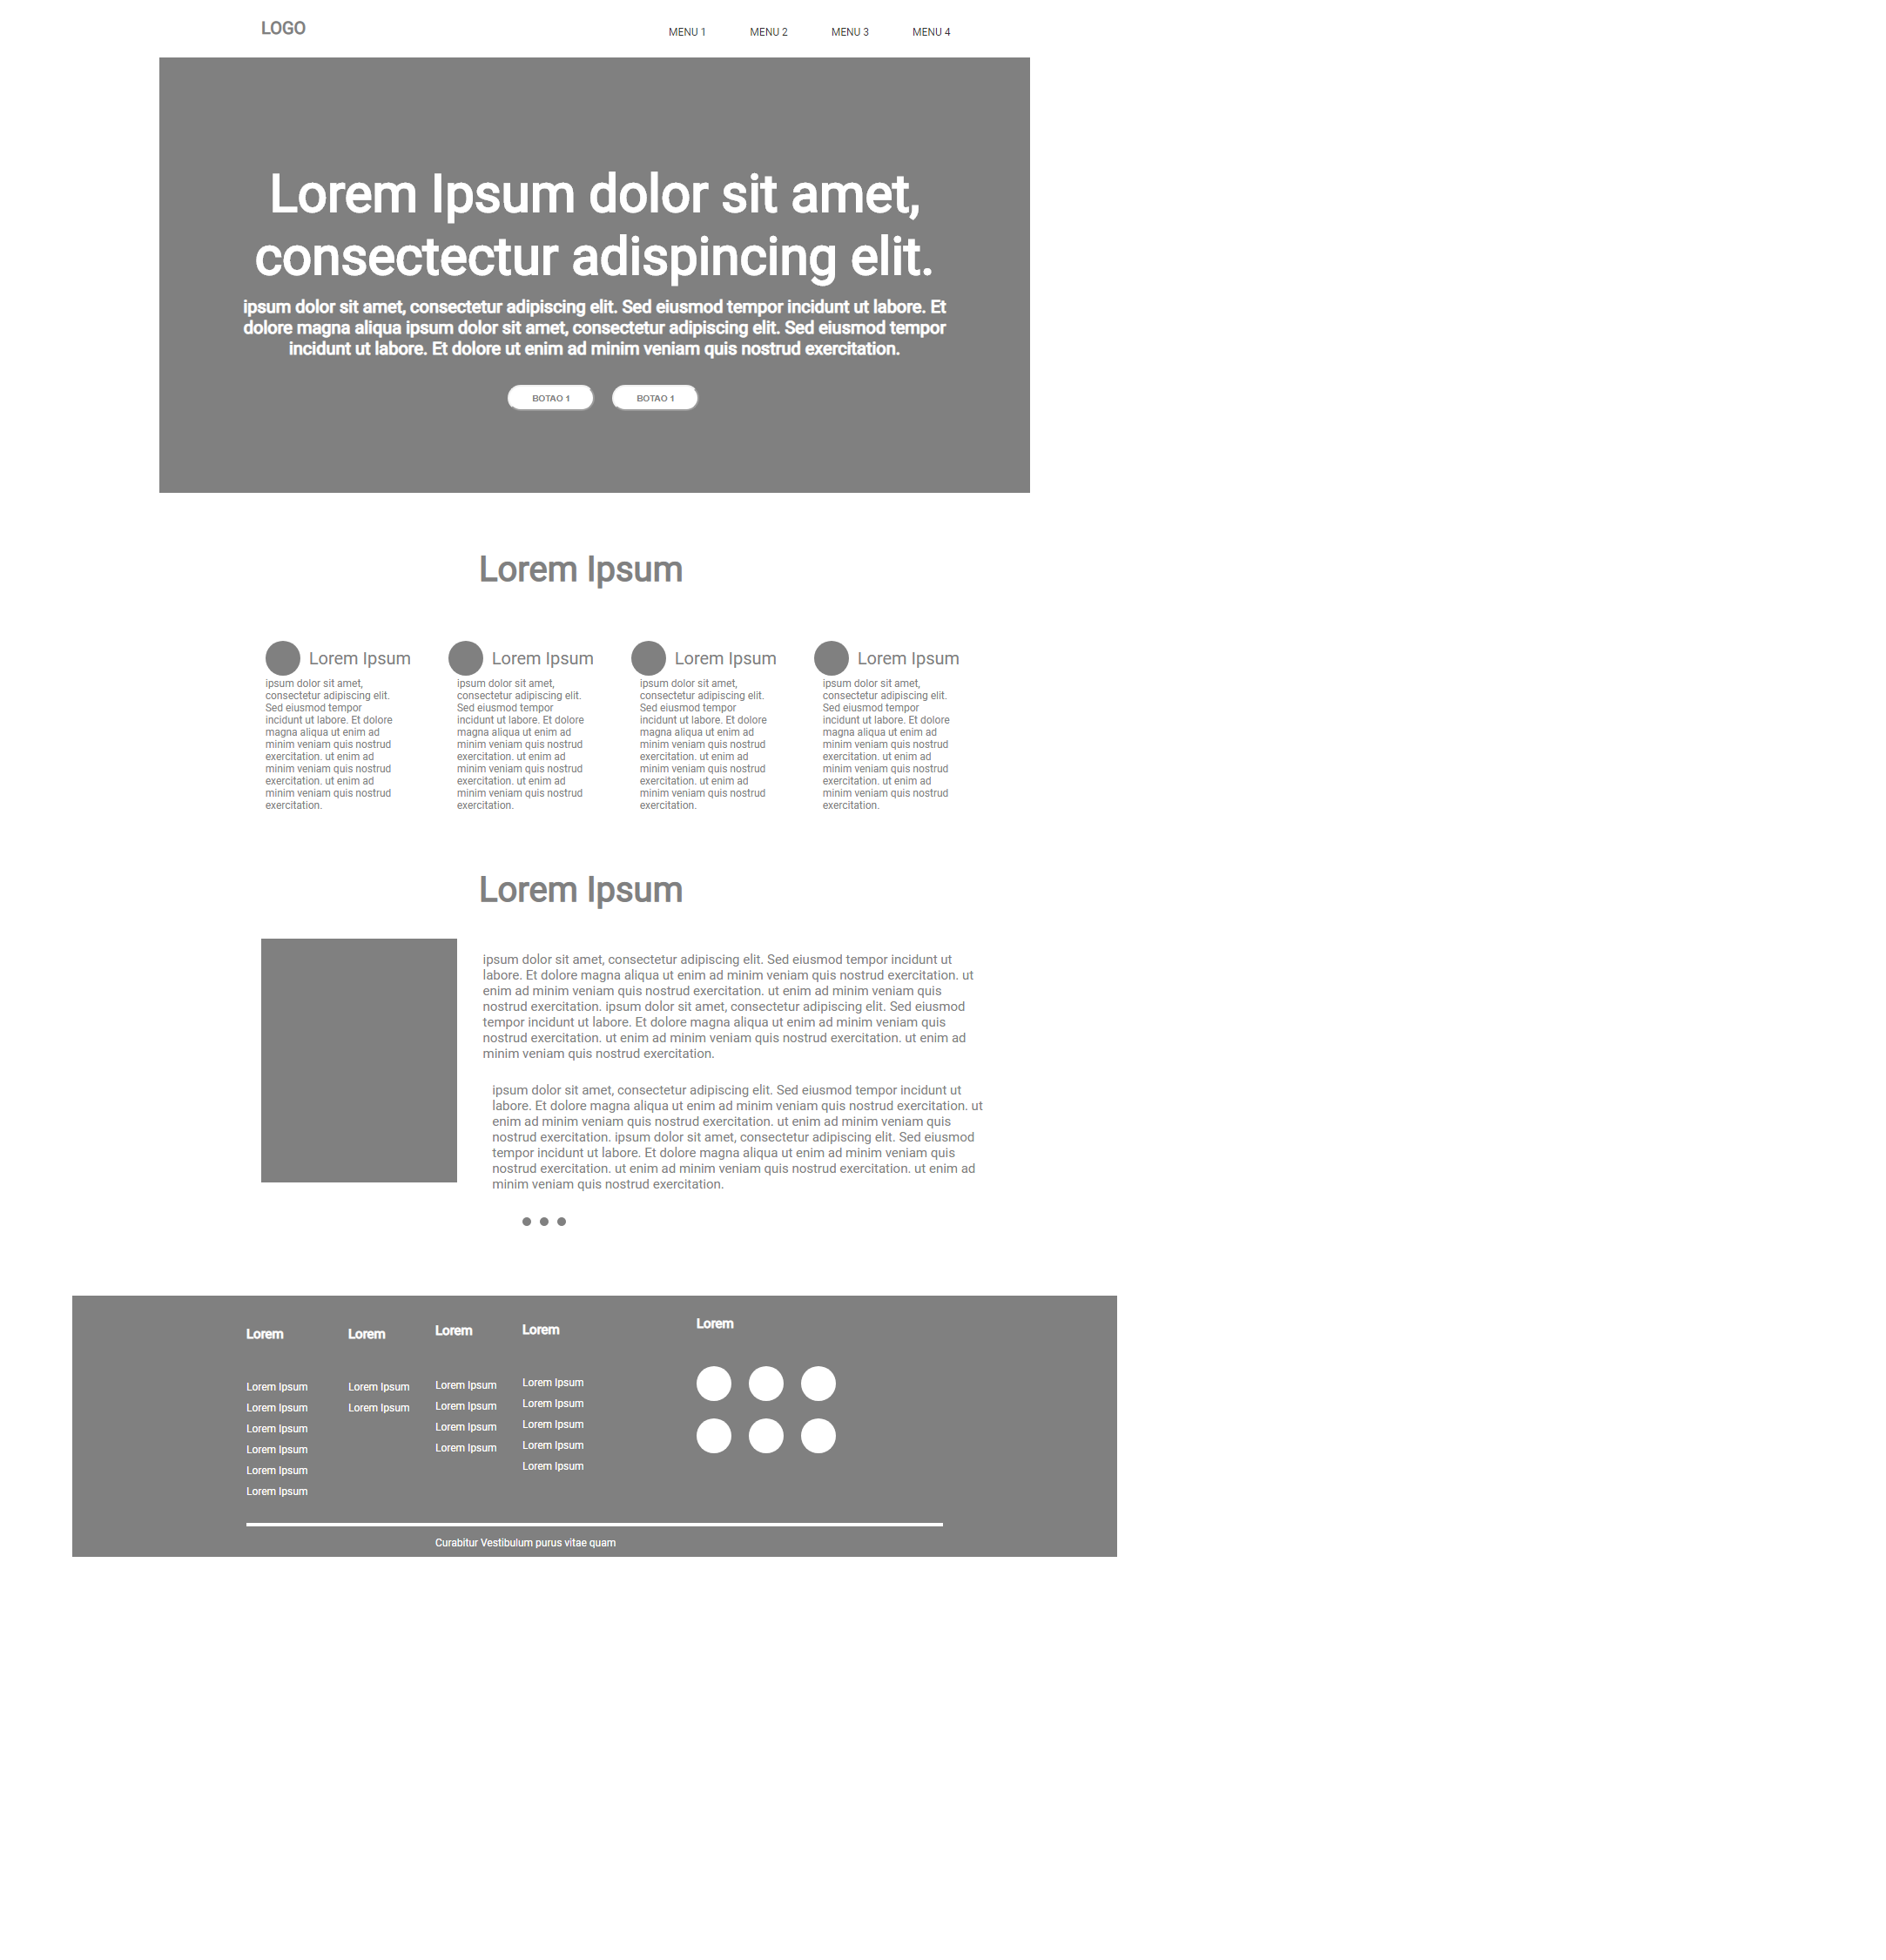 LOGO
MENU 1
MENU 2
MENU 3
MENU 4
Lorem Ipsum dolor sit amet,
consectectur adispincing elit.
ipsum dolor sit amet, consectetur adipiscing elit. Sed eiusmod tempor incidunt ut labore. Et
dolore magna aliqua ipsum dolor sit amet, consectetur adipiscing elit. Sed eiusmod tempor
incidunt ut labore. Et dolore ut enim ad minim veniam quis nostrud exercitation.
BOTAO 1
BOTAO 1
Lorem Ipsum
Lorem Ipsum
ipsum dolor sit amet,
consectetur adipiscing elit.
Sed eiusmod tempor
incidunt ut labore. Et dolore
magna aliqua ut enim ad
minim veniam quis nostrud
exercitation. ut enim ad
minim veniam quis nostrud
exercitation. ut enim ad
minim veniam quis nostrud
exercitation.
Lorem Ipsum
ipsum dolor sit amet,
consectetur adipiscing elit.
Sed eiusmod tempor
incidunt ut labore. Et dolore
magna aliqua ut enim ad
minim veniam quis nostrud
exercitation. ut enim ad
minim veniam quis nostrud
exercitation. ut enim ad
minim veniam quis nostrud
exercitation.
Lorem Ipsum
ipsum dolor sit amet,
consectetur adipiscing elit.
Sed eiusmod tempor
incidunt ut labore. Et dolore
magna aliqua ut enim ad
minim veniam quis nostrud
exercitation. ut enim ad
minim veniam quis nostrud
exercitation. ut enim ad
minim veniam quis nostrud
exercitation.
Lorem Ipsum
ipsum dolor sit amet,
consectetur adipiscing elit.
Sed eiusmod tempor
incidunt ut labore. Et dolore
magna aliqua ut enim ad
minim veniam quis nostrud
exercitation. ut enim ad
minim veniam quis nostrud
exercitation. ut enim ad
minim veniam quis nostrud
exercitation.
Lorem Ipsum
ipsum dolor sit amet, consectetur adipiscing elit. Sed eiusmod tempor incidunt ut
labore. Et dolore magna aliqua ut enim ad minim veniam quis nostrud exercitation. ut
enim ad minim veniam quis nostrud exercitation. ut enim ad minim veniam quis
nostrud exercitation. ipsum dolor sit amet, consectetur adipiscing elit. Sed eiusmod
tempor incidunt ut labore. Et dolore magna aliqua ut enim ad minim veniam quis
nostrud exercitation. ut enim ad minim veniam quis nostrud exercitation. ut enim ad
minim veniam quis nostrud exercitation.
ipsum dolor sit amet, consectetur adipiscing elit. Sed eiusmod tempor incidunt ut
labore. Et dolore magna aliqua ut enim ad minim veniam quis nostrud exercitation. ut
enim ad minim veniam quis nostrud exercitation. ut enim ad minim veniam quis
nostrud exercitation. ipsum dolor sit amet, consectetur adipiscing elit. Sed eiusmod
tempor incidunt ut labore. Et dolore magna aliqua ut enim ad minim veniam quis
nostrud exercitation. ut enim ad minim veniam quis nostrud exercitation. ut enim ad
minim veniam quis nostrud exercitation.
Lorem
Lorem Ipsum
Lorem Ipsum
Lorem Ipsum
Lorem Ipsum
Lorem Ipsum
Lorem Ipsum
Lorem
Lorem Ipsum
Lorem Ipsum
Lorem
Lorem Ipsum
Lorem Ipsum
Lorem Ipsum
Lorem Ipsum
Lorem
Lorem Ipsum
Lorem Ipsum
Lorem Ipsum
Lorem Ipsum
Lorem Ipsum
Lorem
Curabitur Vestibulum purus vitae quam